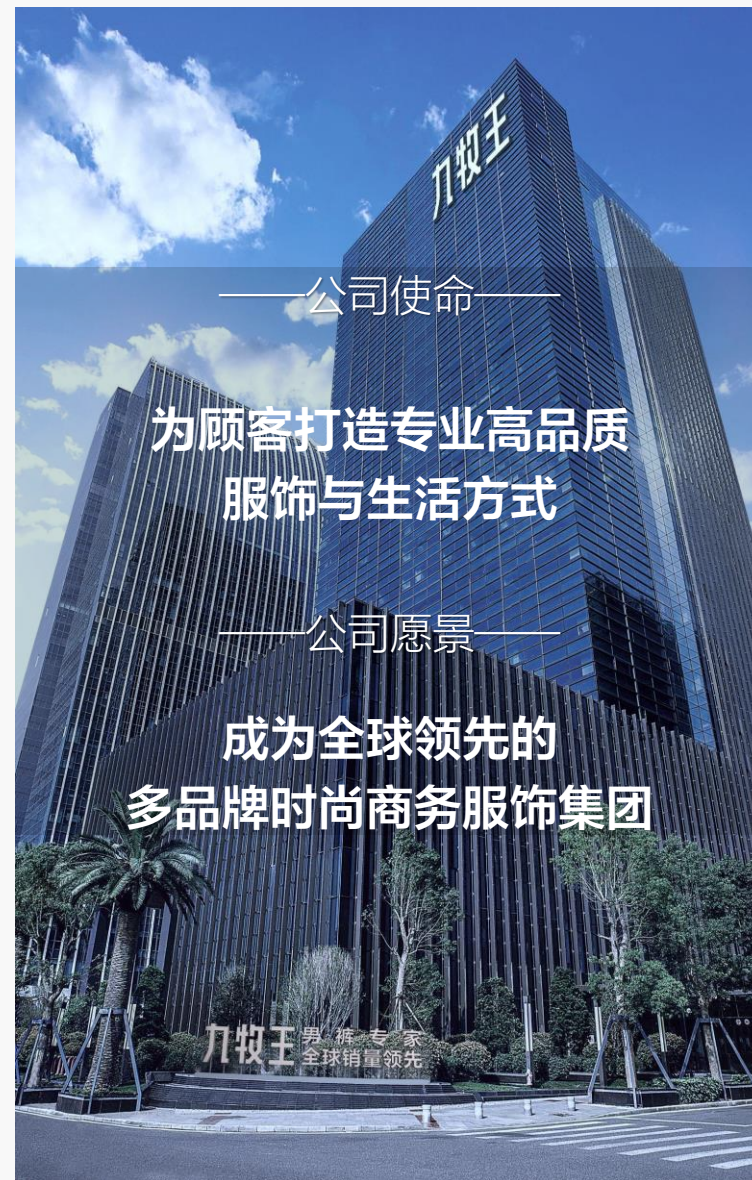 九牧王
——公司使命——
为顾客打造专业高品质
服饰与生活方式
——公司愿景——
成为全球领先的
多品牌时尚商务服饰集团
九牧王 男裤专家
全球销量领先